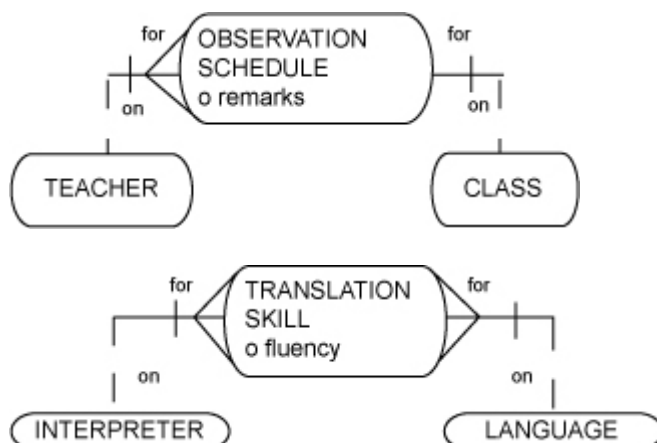 for
OBSERVATION
SCHEDULE
o remarks
for
on
on
TEACHER
CLASS
for
TRANSLATION
SKILL
o fluency
for
on
on
INTERPRETER
LANGUAGE